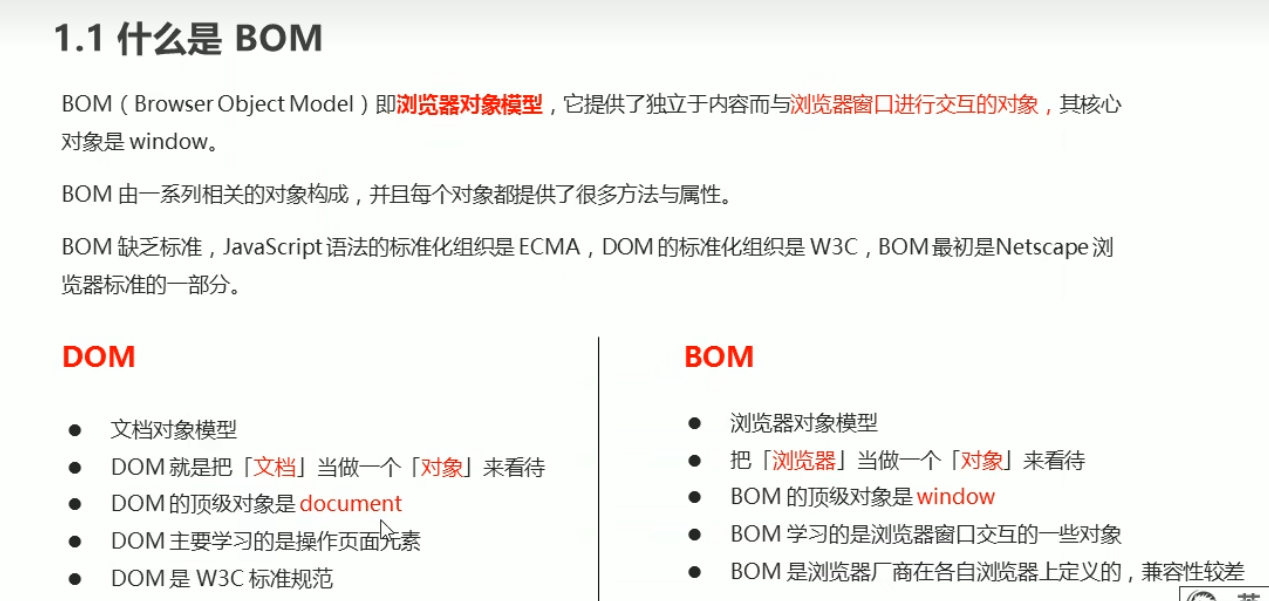 1.1 什么是 BOM
BOM（Browser Object Model）即浏览器对象模型，它提供了独立于内容而与浏览器窗口进行交互的对象，其核心
对象是 window。
BOM 由一系列相关的对象构成，并且每个对象都提供了很多方法与属性。
BOM 缺乏标准，JavaScript 语法的标准化组织是 ECMA，DOM 的标准化组织是 W3C，BOM 最初是Netscape 浏
览器标准的一部分。
DOM
● 文档对象模型
● DOM 就是把「文档」当做一个「对象」来看待
● DOM 的顶级对象是 document
● DOM 主要学习的是操作页面元素
● DOM 是 W3C 标准规范
BOM
● 浏览器对象模型
● 把「浏览器」当做一个「对象」来看待
● BOM 的顶级对象是 window
● BOM 学习的是浏览器窗口交互的一些对象
● BOM 是浏览器厂商在各自浏览器上定义的，兼容性较差